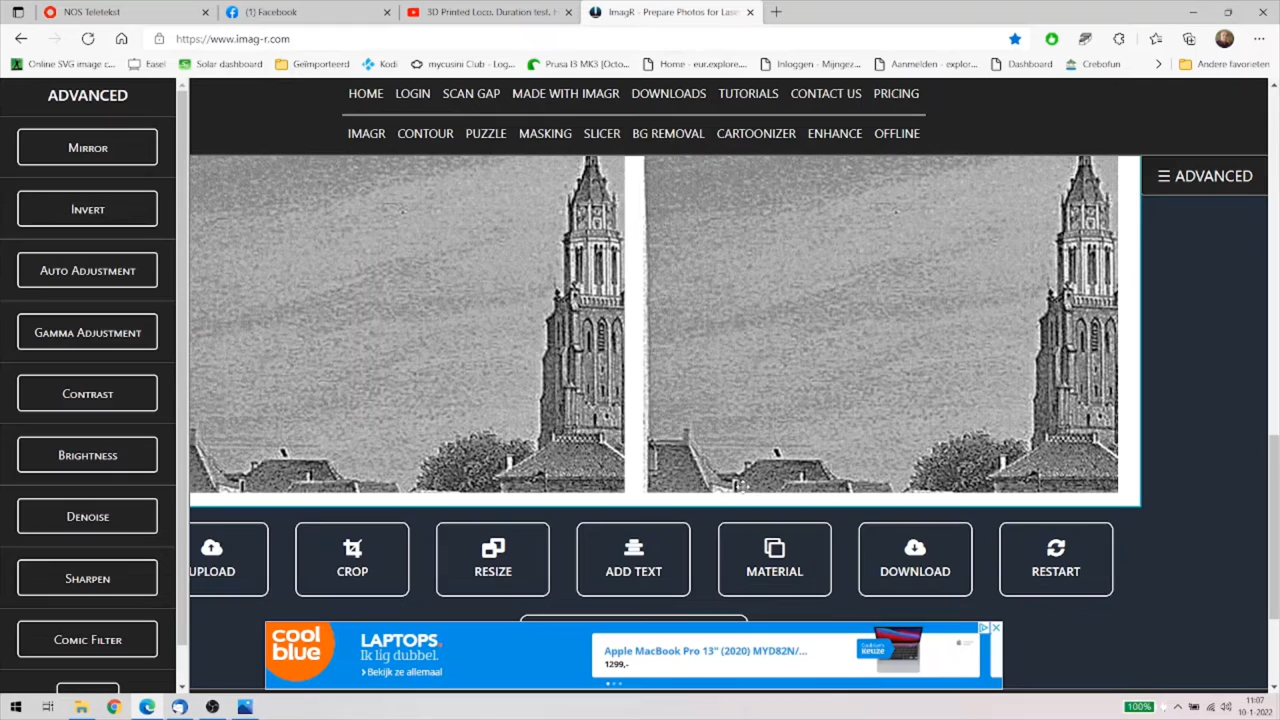 NOS Teletekst
(1) Facebook
3D Printed Loco. Duration test. H
ImagR - Prepare Photos for Lase
https://www.imag-r.com
Online SVG image c...
Easel
Solar dashboard
Geïmporteerd
Kodi
mycusini Club - Log...
Prusa I3 MK3 [Octo...
Home - eur.explore...
Inloggen - Mijngez...
Aanmelden - explor...
Dashboard
Crebofun
Andere favorieten
ADVANCED
MIRROR
INVERT
AUTO ADJUSTMENT
GAMMA ADJUSTMENT
CONTRAST
BRIGHTNESS
DENOISE
SHARPEN
COMIC FILTER
HOME LOGIN SCAN GAP MADE WITH IMAGR DOWNLOADS TUTORIALS CONTACT US PRICING
IMAGR CONTOUR PUZZLE MASKING SLICER BG REMOVAL CARTOONIZER ENHANCE OFFLINE
☰ ADVANCED
UPLOAD
CROP
RESIZE
ADD TEXT
MATERIAL
DOWNLOAD
RESTART
cool
blue
LAPTOPS.
Ik lig dubbel.
Bekijk ze allemaal
Apple MacBook Pro 13" (2020) MYD82N/...
1299,-
Coolblue's
Keuze
100%
11:07
10-1-2022